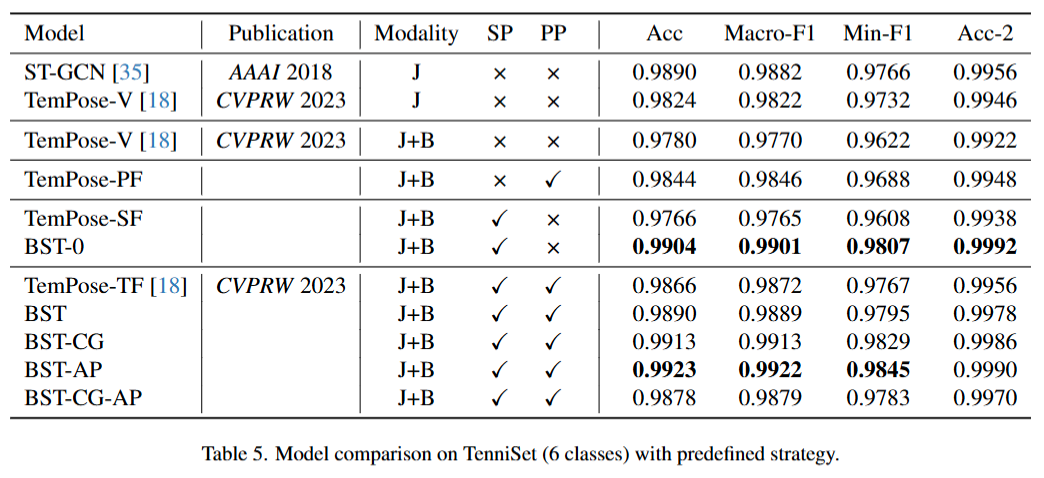 Model Publication Modality SP PP Acc Macro-F1 Min-F1 Acc-2
ST-GCN [35] AAAI 2018 J × × 0.9890 0.9882 0.9766 0.9956
TemPose-V [18] CVPRW 2023 J × × 0.9824 0.9822 0.9732 0.9946
TemPose-V [18] CVPRW 2023 J+B × × 0.9780 0.9770 0.9622 0.9922
TemPose-PF J+B × ✓ 0.9844 0.9846 0.9688 0.9948
TemPose-SF J+B ✓ × 0.9766 0.9765 0.9608 0.9938
BST-0 J+B ✓ × 0.9904 0.9901 0.9807 0.9992
TemPose-TF [18] CVPRW 2023 J+B ✓ ✓ 0.9866 0.9872 0.9767 0.9956
BST J+B ✓ ✓ 0.9890 0.9889 0.9795 0.9978
BST-CG J+B ✓ ✓ 0.9913 0.9913 0.9829 0.9986
BST-AP J+B ✓ ✓ 0.9923 0.9922 0.9845 0.9990
BST-CG-AP J+B ✓ ✓ 0.9878 0.9879 0.9783 0.9970
Table 5. Model comparison on TenniSet (6 classes) with predefined strategy.